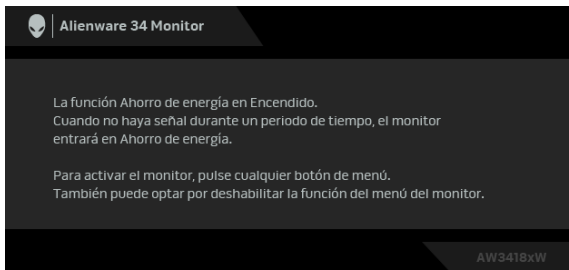 Alienware 34 Monitor
La función Ahorro de energía en Encendido.
Cuando no haya señal durante un periodo de tiempo, el monitor
entrará en Ahorro de energía.
Para activar el monitor, pulse cualquier botón de menú.
También puede optar por deshabilitar la función del menú del monitor.
AW3418xW